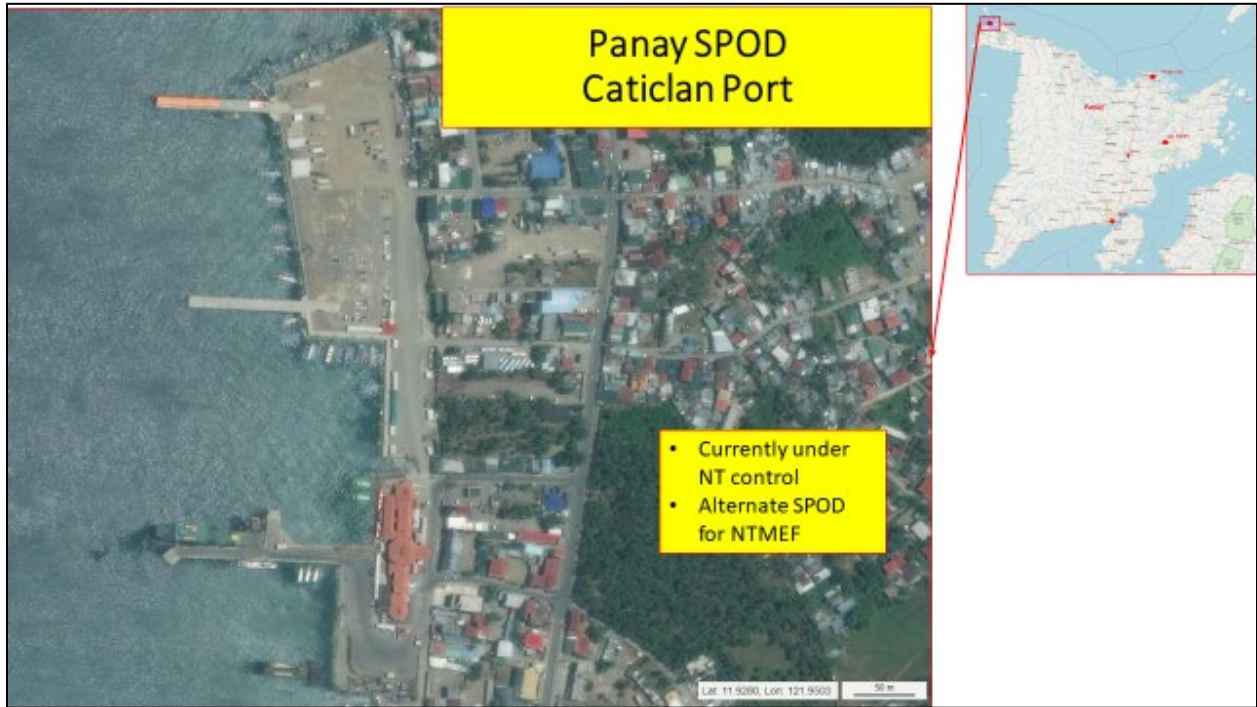 Panay SPOD
Caticlan Port
Panay
• Currently under
NT control
• Alternate SPOD
for NTMEF
Lat: 11.9280, Lon: 121.9503
50 m